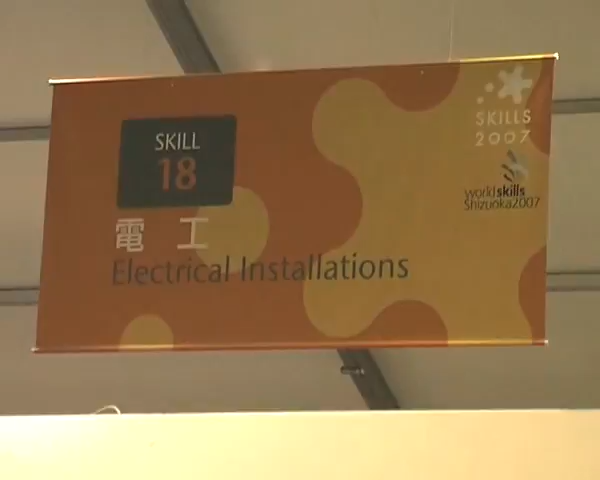 SKILL
18
電工
Electrical Installations
SKILLS
2007
worldskills
Shizuoka2007